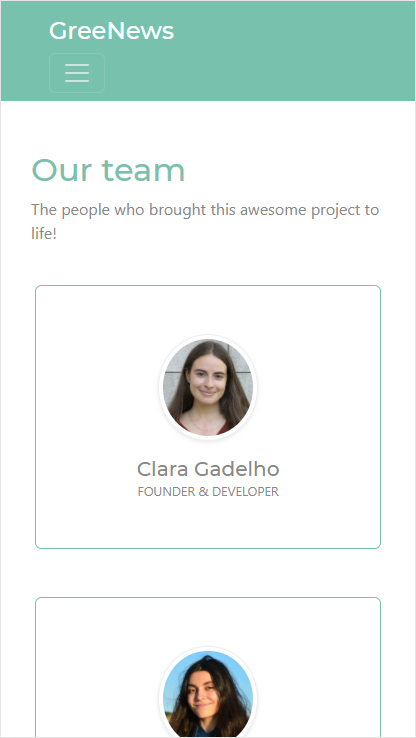 GreeNews
Our team
The people who brought this awesome project to
life!
Clara Gadelho
FOUNDER & DEVELOPER